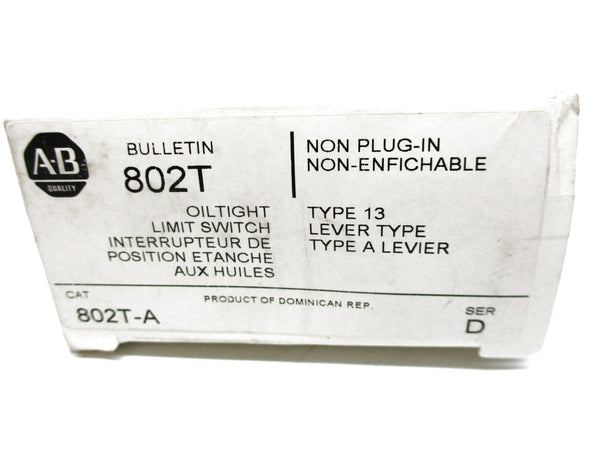 A-B
QUALITY
BULLETIN
802T
OILTIGHT
LIMIT SWITCH
INTERRUPTEUR DE
POSITION ETANCHE
AUX HUILES
NON PLUG-IN
NON-ENFICHABLE
TYPE 13
LEVER TYPE
TYPE A LEVIER
CAT
802T-A
PRODUCT OF DOMINICAN REP.
SER
D